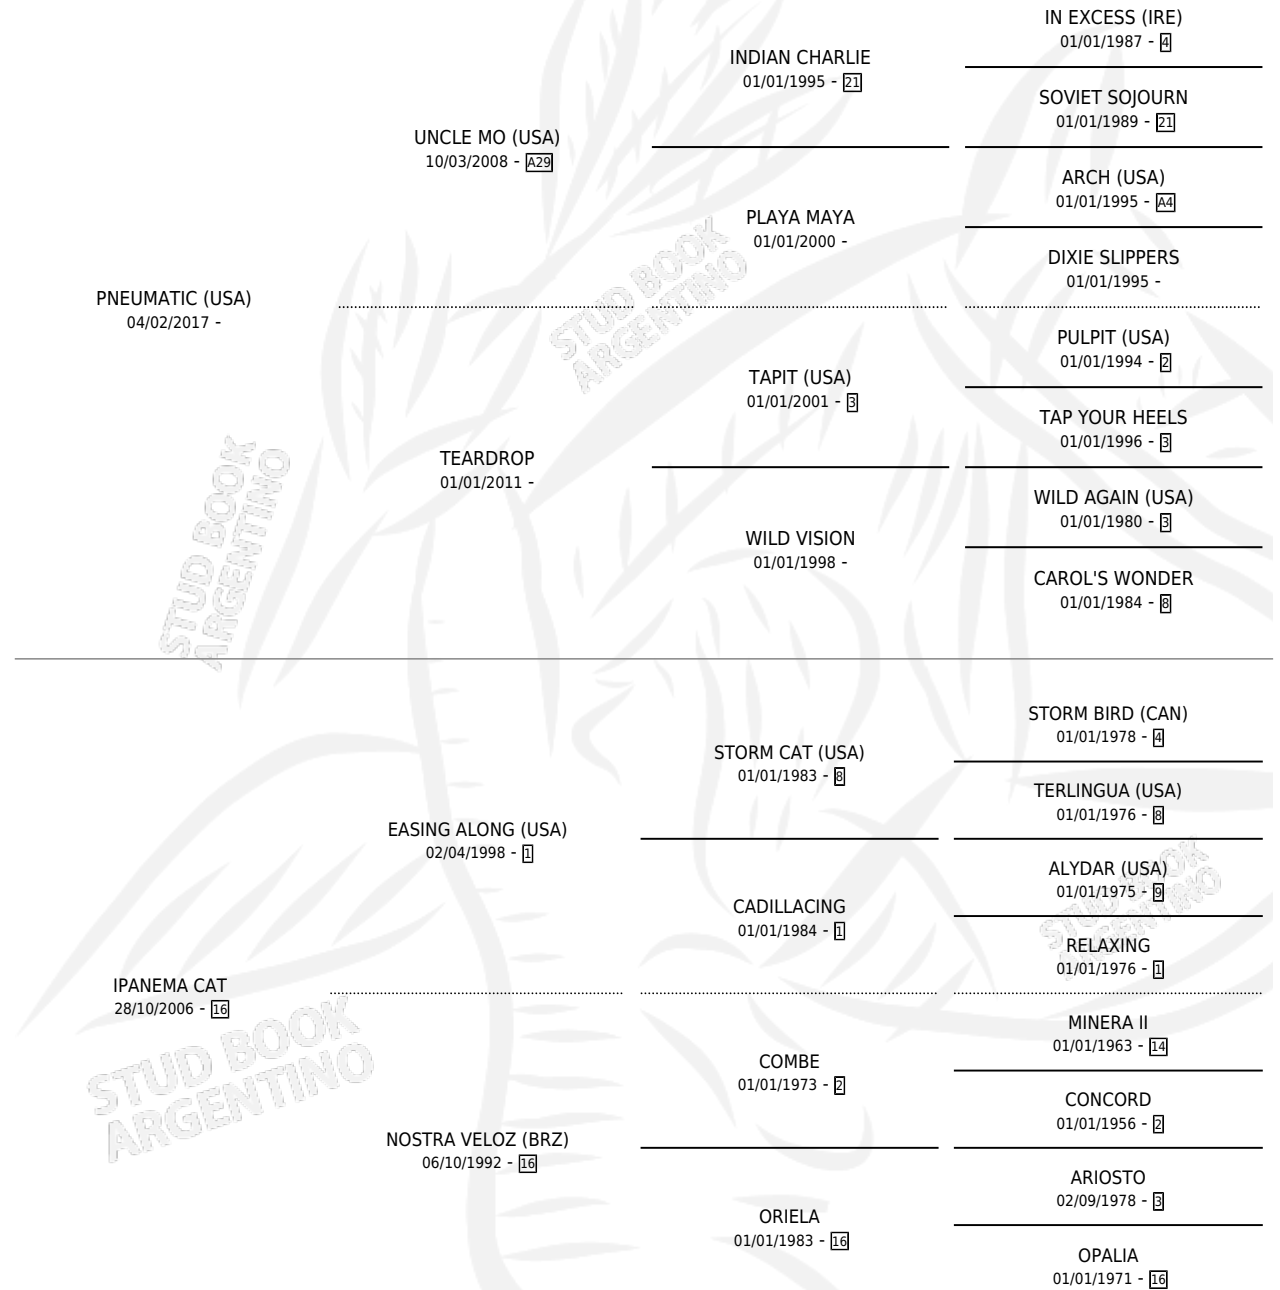 IN EXCESS (IRE)
01/01/1987 - 4
INDIAN CHARLIE
01/01/1995 - 21
SOVIET SOJOURN
01/01/1989 - 21
UNCLE MO (USA)
10/03/2008 - A29
ARCH (USA)
01/01/1995 - A4
PLAYA MAYA
01/01/2000 -
DIXIE SLIPPERS
01/01/1995 -
PNEUMATIC (USA)
04/02/2017 -
PULPIT (USA)
01/01/1994 - 2
TAPIT (USA)
01/01/2001 - 3
TAP YOUR HEELS
01/01/1996 - 3
TEARDROP
01/01/2011 -
WILD AGAIN (USA)
01/01/1980 - 3
WILD VISION
01/01/1998 -
CAROL'S WONDER
01/01/1984 - 8
STORM BIRD (CAN)
01/01/1978 - 4
STORM CAT (USA)
01/01/1983 - 8
TERLINGUA (USA)
01/01/1976 - 8
EASING ALONG (USA)
02/04/1998 - 1
ALYDAR (USA)
01/01/1975 - 9
CADILLACING
01/01/1984 - 1
RELAXING
01/01/1976 - 1
IPANEMA CAT
28/10/2006 - 16
MINERA II
01/01/1963 - 14
COMBE
01/01/1973 - 2
CONCORD
01/01/1956 - 2
NOSTRA VELOZ (BRZ)
06/10/1992 - 16
ARIOSTO
02/09/1978 - 3
ORIELA
01/01/1983 - 16
OPALIA
01/01/1971 - 16
STUD BOOK
ARGENTINO
STUD BOOK
ARGENTINO
STUD BOOK
ARGENTINO
STUD BOOK
ARGENTINO